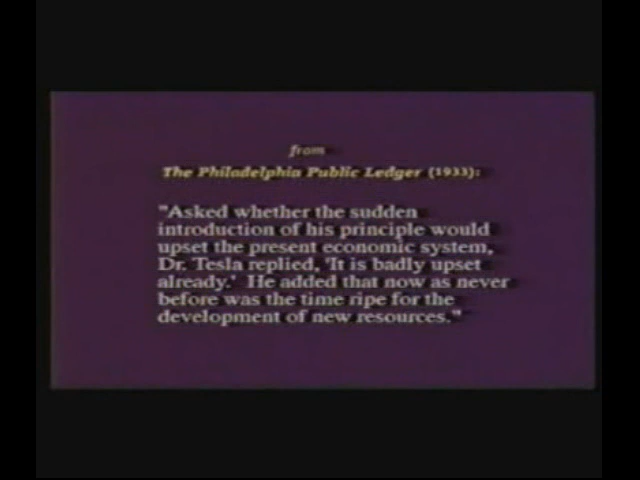 from
The Philadelphia Public Ledger (1933):
"Asked whether the sudden
introduction of his principle would
upset the present economic system,
Dr. Tesla replied, 'It is badly upset
already.' He added that now as never
before was the time ripe for the
development of new resources."